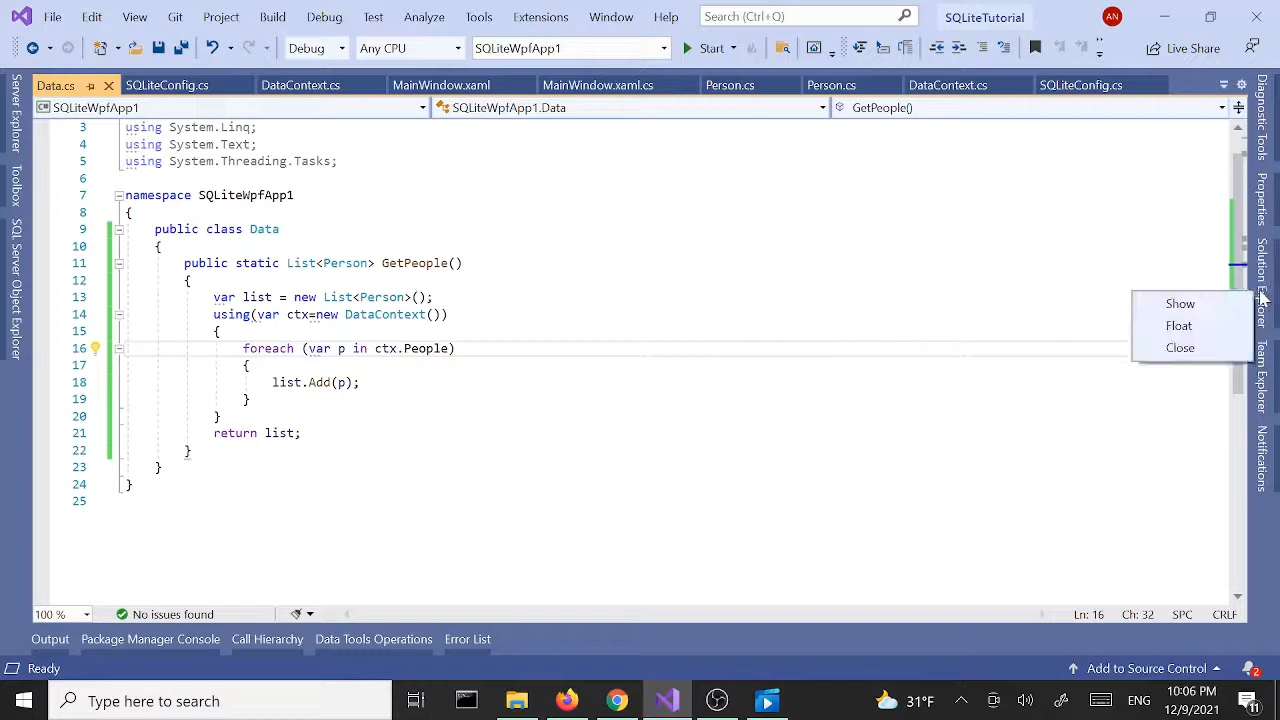 File Edit View Git Project Build Debug Test Analyze Tools Extensions Window Help Search (Ctrl+Q) SQLiteTutorial AN
Debug Any CPU SQLiteWpfApp1 Start Live Share
Data.cs SQLiteConfig.cs DataContext.cs MainWindow.xaml MainWindow.xaml.cs Person.cs Person.cs DataContext.cs SQLiteConfig.cs
SQLiteWpfApp1 SQLiteWpfApp1.Data GetPeople()
3 using System.Linq;
4 using System.Text;
5 using System.Threading.Tasks;
6
7 namespace SQLiteWpfApp1
8 {
9 public class Data
10 {
11 public static List<Person> GetPeople()
12 {
13 var list = new List<Person>();
14 using(var ctx=new DataContext())
15 {
16 foreach (var p in ctx.People)
17 {
18 list.Add(p);
19 }
20 }
21 return list;
22 }
23 }
24 }
25
Server Explorer
Toolbox
SQL Server Object Explorer
Diagnostic Tools
Properties
Solution Explorer
Team Explorer
Notifications
Show
Float
Close
100 % No issues found Ln: 16 Ch: 32 SPC CRLF
Output Package Manager Console Call Hierarchy Data Tools Operations Error List
Ready Add to Source Control 2
Type here to search 31°F ENG 10:06 PM
12/9/2021 11